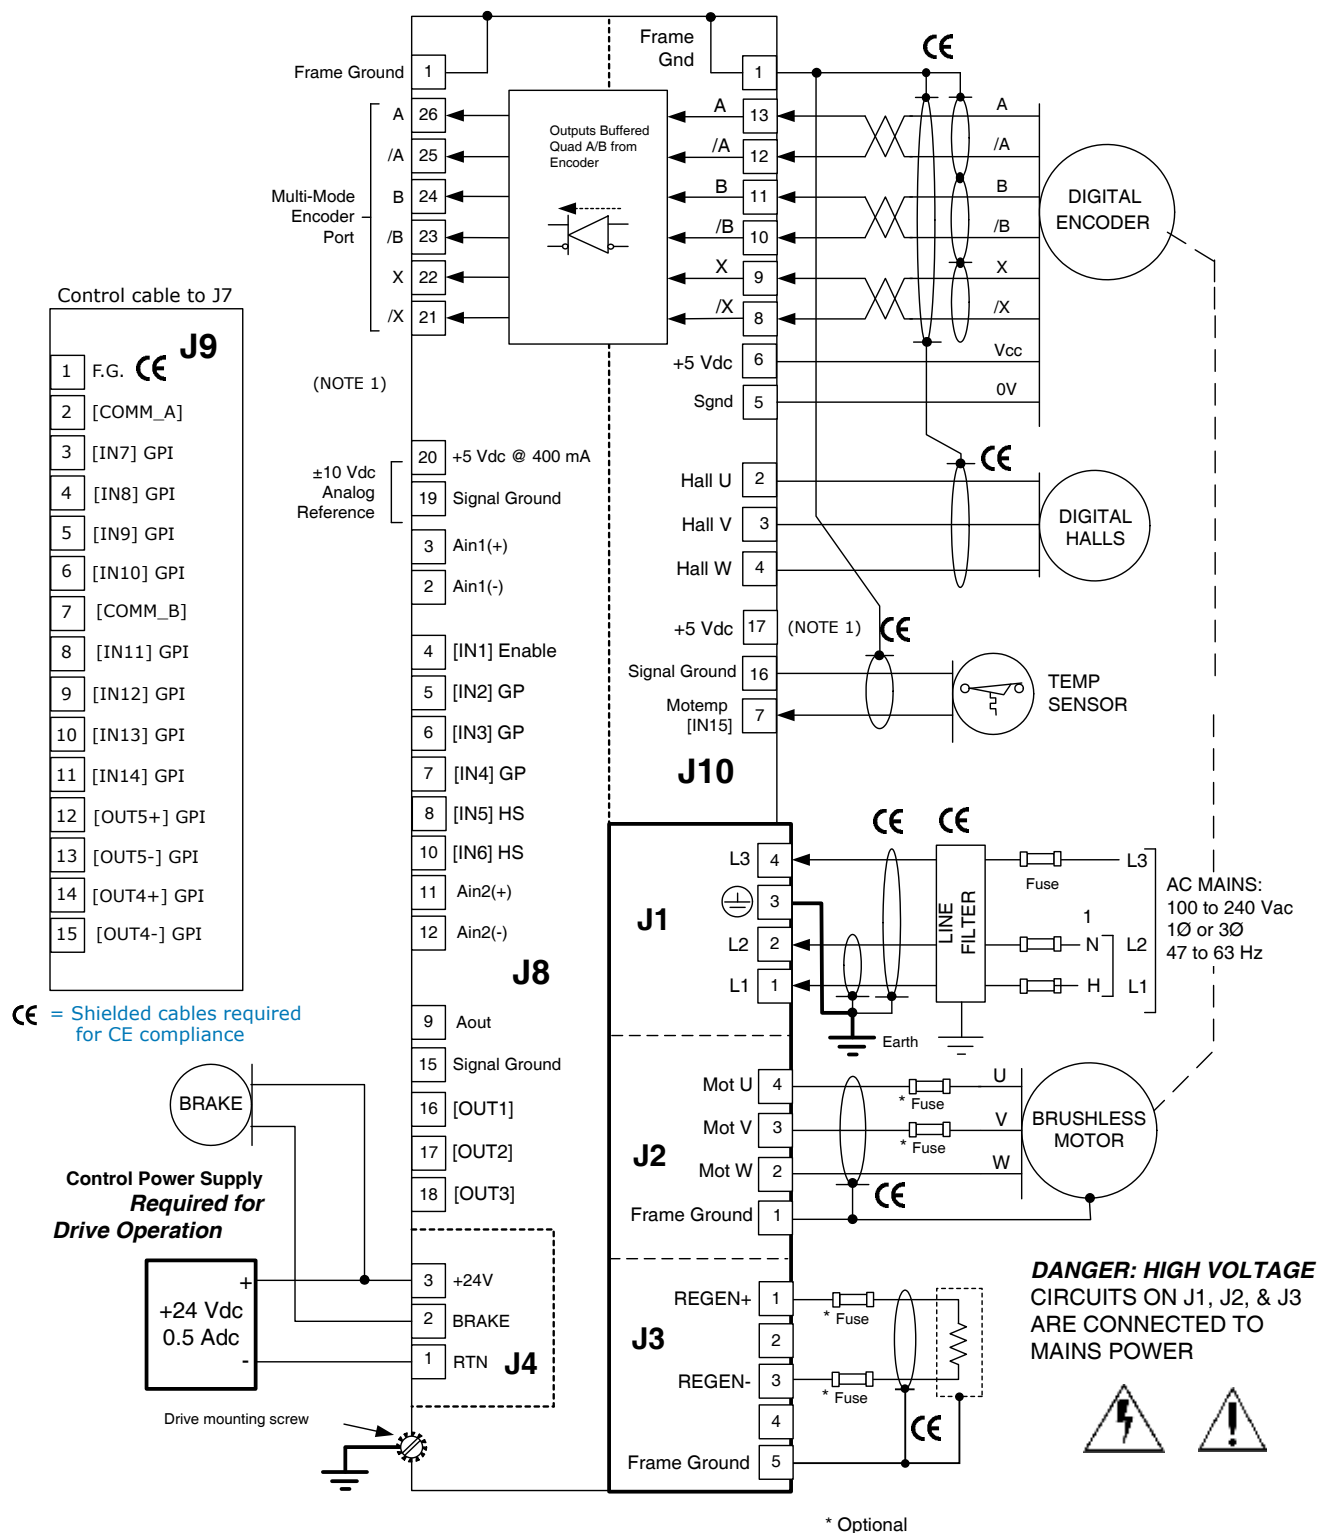 Frame Ground
1
Frame
Gnd
1
CE
A 26
/A 25
B 24
/B 23
X 22
/X 21
Multi-Mode
Encoder
Port
Outputs Buffered
Quad A/B from
Encoder
A 13 A
/A 12 /A
B 11 B
/B 10 /B
X 9 X
/X 8 /X
+5 Vdc 6 Vcc
Sgnd 5 0V
DIGITAL
ENCODER
Control cable to J7
J9
1 F.G. CE
2 [COMM_A]
3 [IN7] GPI
4 [IN8] GPI
5 [IN9] GPI
6 [IN10] GPI
7 [COMM_B]
8 [IN11] GPI
9 [IN12] GPI
10 [IN13] GPI
11 [IN14] GPI
12 [OUT5+] GPI
13 [OUT5-] GPI
14 [OUT4+] GPI
15 [OUT4-] GPI
CE = Shielded cables required
for CE compliance
(NOTE 1)
±10 Vdc
Analog
Reference
20 +5 Vdc @ 400 mA
19 Signal Ground
3 Ain1(+)
2 Ain1(-)
4 [IN1] Enable
5 [IN2] GP
6 [IN3] GP
7 [IN4] GP
8 [IN5] HS
10 [IN6] HS
11 Ain2(+)
12 Ain2(-)
J8
9 Aout
15 Signal Ground
16 [OUT1]
17 [OUT2]
18 [OUT3]
Hall U 2
Hall V 3
Hall W 4
CE
DIGITAL
HALLS
+5 Vdc 17 (NOTE 1) CE
Signal Ground 16
Motemp
[IN15]
7
TEMP
SENSOR
J10
CE CE
J1
L3 4
3
L2 2
L1 1
LINE
FILTER
Fuse
L3
1
N L2
H L1
AC MAINS:
100 to 240 Vac
1Ø or 3Ø
47 to 63 Hz
Earth
J2
Mot U 4
* Fuse
U
Mot V 3
* Fuse
V
Mot W 2
W
CE
Frame Ground 1
BRUSHLESS
MOTOR
BRAKE
Control Power Supply
Required for
Drive Operation
+
+24 Vdc
0.5 Adc
-
3 +24V
2 BRAKE
1 RTN
J4
Drive mounting screw
J3
REGEN+ 1
* Fuse
2
REGEN- 3
* Fuse
4
CE
Frame Ground 5
DANGER: HIGH VOLTAGE
CIRCUITS ON J1, J2, & J3
ARE CONNECTED TO
MAINS POWER
* Optional